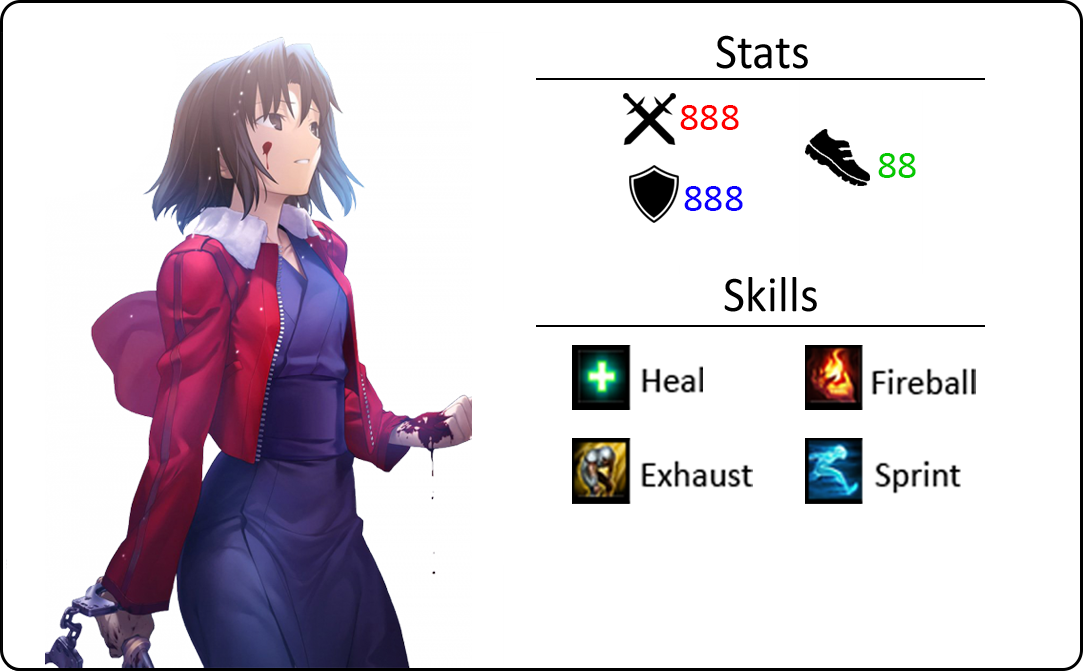 Stats
888
88
888
Skills
Heal
Fireball
Exhaust
Sprint